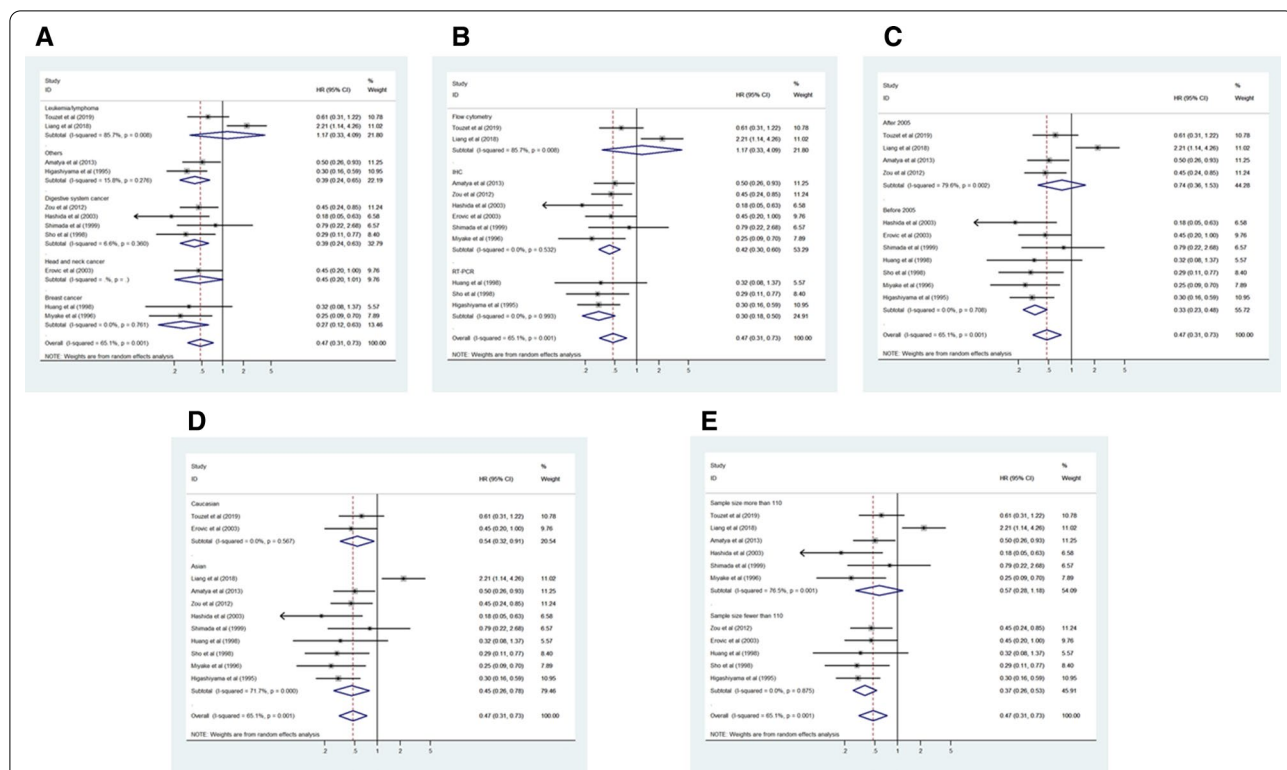 A
Study %
ID HR (95% CI) Weight
Leukemia/lymphoma
Touzet et al (2019) 0.61 (0.31, 1.22) 10.78
Liang et al (2018) 2.21 (1.14, 4.26) 11.02
Subtotal (I-squared = 85.7%, p = 0.008) 1.17 (0.33, 4.09) 21.80
.
Others
Amatya et al (2013) 0.50 (0.26, 0.93) 11.25
Higashiyama et al (1995) 0.30 (0.16, 0.59) 10.95
Subtotal (I-squared = 15.8%, p = 0.276) 0.39 (0.24, 0.65) 22.19
.
Digestive system cancer
Zou et al (2012) 0.45 (0.24, 0.85) 11.24
Hashida et al (2003) 0.18 (0.05, 0.63) 6.58
Shimada et al (1999) 0.79 (0.22, 2.68) 6.57
Sho et al (1998) 0.29 (0.11, 0.77) 8.40
Subtotal (I-squared = 6.6%, p = 0.360) 0.39 (0.24, 0.63) 32.79
.
Head and neck cancer
Erovic et al (2003) 0.45 (0.20, 1.00) 9.76
Subtotal (I-squared = .%, p = .) 0.45 (0.20, 1.01) 9.76
.
Breast cancer
Huang et al (1998) 0.32 (0.08, 1.37) 5.57
Miyake et al (1996) 0.25 (0.09, 0.70) 7.89
Subtotal (I-squared = 0.0%, p = 0.761) 0.27 (0.12, 0.63) 13.46
.
Overall (I-squared = 65.1%, p = 0.001) 0.47 (0.31, 0.73) 100.00
NOTE: Weights are from random effects analysis
.2 .5 1 2 5
B
Study %
ID HR (95% CI) Weight
Flow cytometry
Touzet et al (2019) 0.61 (0.31, 1.22) 10.78
Liang et al (2018) 2.21 (1.14, 4.26) 11.02
Subtotal (I-squared = 85.7%, p = 0.008) 1.17 (0.33, 4.09) 21.80
.
IHC
Amatya et al (2013) 0.50 (0.26, 0.93) 11.25
Zou et al (2012) 0.45 (0.24, 0.85) 11.24
Hashida et al (2003) 0.18 (0.05, 0.63) 6.58
Erovic et al (2003) 0.45 (0.20, 1.00) 9.76
Shimada et al (1999) 0.79 (0.22, 2.68) 6.57
Miyake et al (1996) 0.25 (0.09, 0.70) 7.89
Subtotal (I-squared = 0.0%, p = 0.532) 0.42 (0.30, 0.60) 53.29
.
RT-PCR
Huang et al (1998) 0.32 (0.08, 1.37) 5.57
Sho et al (1998) 0.29 (0.11, 0.77) 8.40
Higashiyama et al (1995) 0.30 (0.16, 0.59) 10.95
Subtotal (I-squared = 0.0%, p = 0.993) 0.30 (0.18, 0.50) 24.91
.
Overall (I-squared = 65.1%, p = 0.001) 0.47 (0.31, 0.73) 100.00
NOTE: Weights are from random effects analysis
.2 .5 1 2 5
C
Study %
ID HR (95% CI) Weight
After 2005
Touzet et al (2019) 0.61 (0.31, 1.22) 10.78
Liang et al (2018) 2.21 (1.14, 4.26) 11.02
Amatya et al (2013) 0.50 (0.26, 0.93) 11.25
Zou et al (2012) 0.45 (0.24, 0.85) 11.24
Subtotal (I-squared = 79.6%, p = 0.002) 0.74 (0.36, 1.53) 44.28
.
Before 2005
Hashida et al (2003) 0.18 (0.05, 0.63) 6.58
Erovic et al (2003) 0.45 (0.20, 1.00) 9.76
Shimada et al (1999) 0.79 (0.22, 2.68) 6.57
Huang et al (1998) 0.32 (0.08, 1.37) 5.57
Sho et al (1998) 0.29 (0.11, 0.77) 8.40
Miyake et al (1996) 0.25 (0.09, 0.70) 7.89
Higashiyama et al (1995) 0.30 (0.16, 0.59) 10.95
Subtotal (I-squared = 0.0%, p = 0.708) 0.33 (0.23, 0.48) 55.72
.
Overall (I-squared = 65.1%, p = 0.001) 0.47 (0.31, 0.73) 100.00
NOTE: Weights are from random effects analysis
.2 .5 1 2 5
D
Study %
ID HR (95% CI) Weight
Caucasian
Touzet et al (2019) 0.61 (0.31, 1.22) 10.78
Erovic et al (2003) 0.45 (0.20, 1.00) 9.76
Subtotal (I-squared = 0.0%, p = 0.567) 0.54 (0.32, 0.91) 20.54
.
Asian
Liang et al (2018) 2.21 (1.14, 4.26) 11.02
Amatya et al (2013) 0.50 (0.26, 0.93) 11.25
Zou et al (2012) 0.45 (0.24, 0.85) 11.24
Hashida et al (2003) 0.18 (0.05, 0.63) 6.58
Shimada et al (1999) 0.79 (0.22, 2.68) 6.57
Huang et al (1998) 0.32 (0.08, 1.37) 5.57
Sho et al (1998) 0.29 (0.11, 0.77) 8.40
Miyake et al (1996) 0.25 (0.09, 0.70) 7.89
Higashiyama et al (1995) 0.30 (0.16, 0.59) 10.95
Subtotal (I-squared = 71.7%, p = 0.000) 0.45 (0.26, 0.78) 79.46
.
Overall (I-squared = 65.1%, p = 0.001) 0.47 (0.31, 0.73) 100.00
NOTE: Weights are from random effects analysis
.2 .5 1 2 5
E
Study %
ID HR (95% CI) Weight
Sample size more than 110
Touzet et al (2019) 0.61 (0.31, 1.22) 10.78
Liang et al (2018) 2.21 (1.14, 4.26) 11.02
Amatya et al (2013) 0.50 (0.26, 0.93) 11.25
Hashida et al (2003) 0.18 (0.05, 0.63) 6.58
Shimada et al (1999) 0.79 (0.22, 2.68) 6.57
Miyake et al (1996) 0.25 (0.09, 0.70) 7.89
Subtotal (I-squared = 76.5%, p = 0.001) 0.57 (0.28, 1.18) 54.09
.
Sample size fewer than 110
Zou et al (2012) 0.45 (0.24, 0.85) 11.24
Erovic et al (2003) 0.45 (0.20, 1.00) 9.76
Huang et al (1998) 0.32 (0.08, 1.37) 5.57
Sho et al (1998) 0.29 (0.11, 0.77) 8.40
Higashiyama et al (1995) 0.30 (0.16, 0.59) 10.95
Subtotal (I-squared = 0.0%, p = 0.875) 0.37 (0.26, 0.53) 45.91
.
Overall (I-squared = 65.1%, p = 0.001) 0.47 (0.31, 0.73) 100.00
NOTE: Weights are from random effects analysis
.2 .5 1 2 5